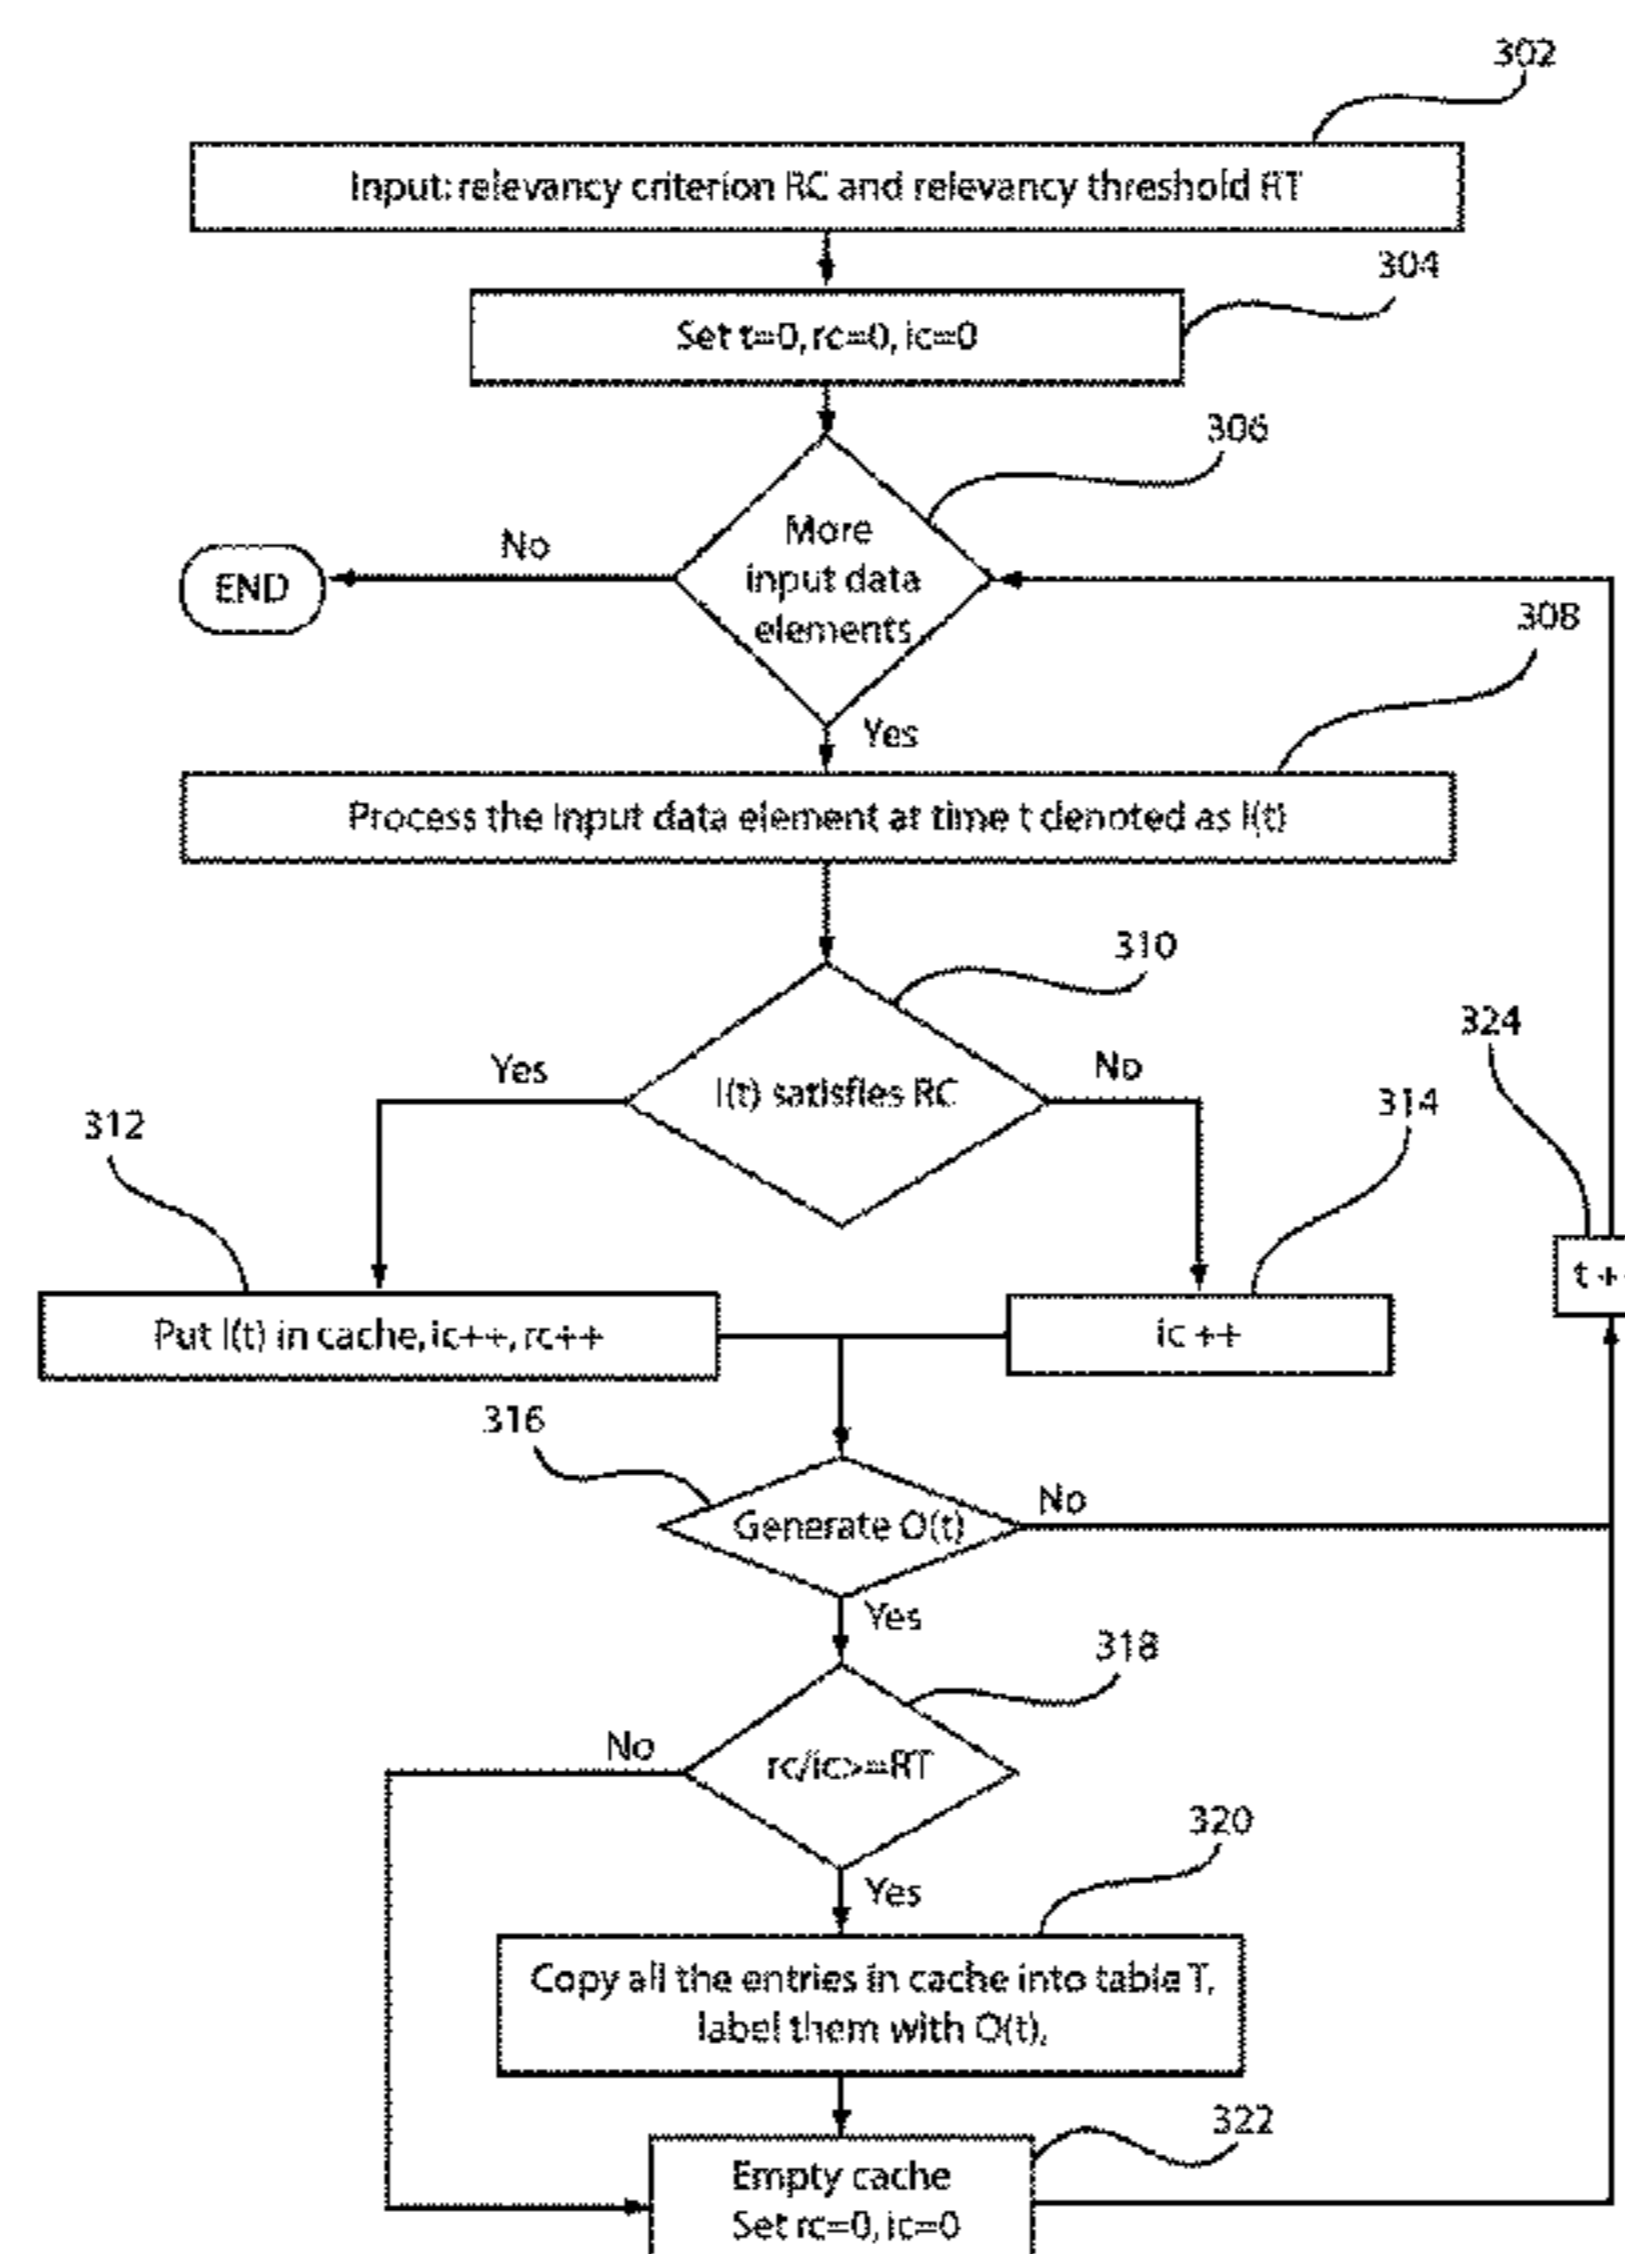 302
Input: relevancy criterion RC and relevancy threshold RT
304
Set t=0, rc=0, ic=0
306
More
input data
elements
No
END
308
Yes
Process the input data element at time t denoted as I(t)
310
324
Yes
I(t) satisfies RC
No
312
314
t +
Put I(t) in cache, ic++, rc++
ic ++
316
Generate O(t)
No
Yes
318
No
rc/ic>=RT
320
Yes
Copy all the entries in cache into table T,
label them with O(t),
322
Empty cache
Set rc=0, ic=0